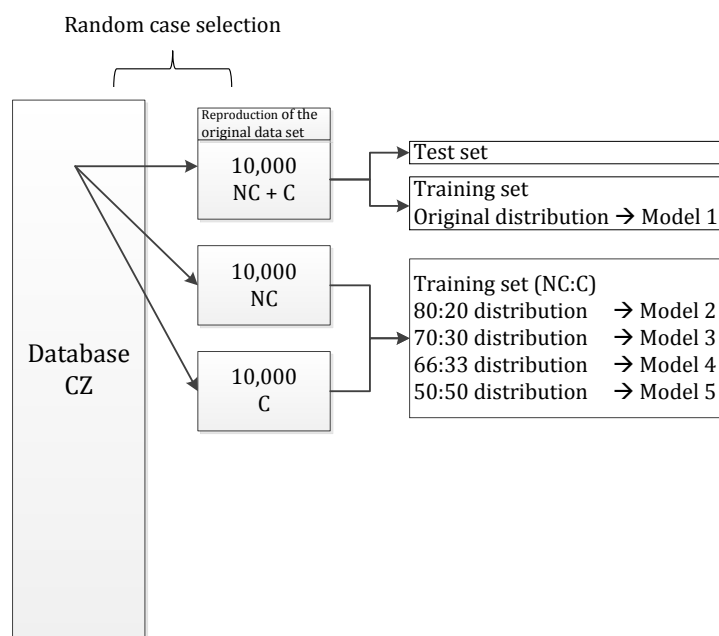 Random case selection
Reproduction of the
original data set
10,000
NC + C
Test set
Training set
Original distribution → Model 1
10,000
NC
Database
CZ
10,000
C
Training set (NC:C)
80:20 distribution → Model 2
70:30 distribution → Model 3
66:33 distribution → Model 4
50:50 distribution → Model 5